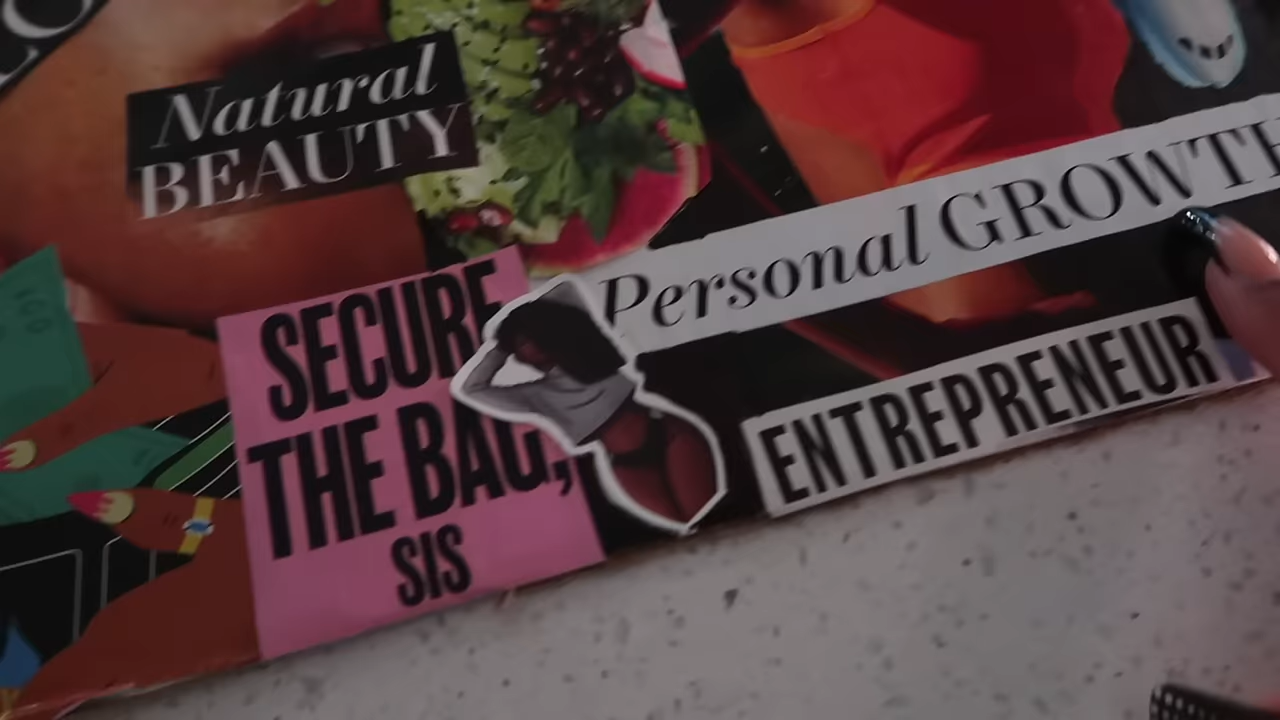 Natural
BEAUTY
Personal GROWTH
SECURE
THE BAG,
SIS
ENTREPRENEUR